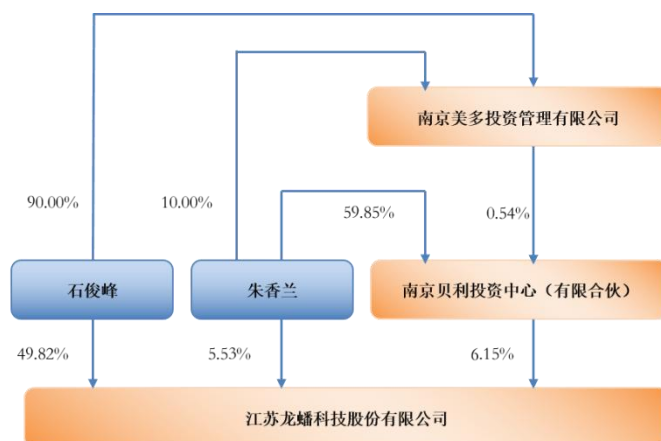 南京美多投资管理有限公司
90.00%
10.00%
59.85%
0.54%
石俊峰
朱香兰
南京贝利投资中心（有限合伙）
49.82%
5.53%
6.15%
江苏龙蟠科技股份有限公司